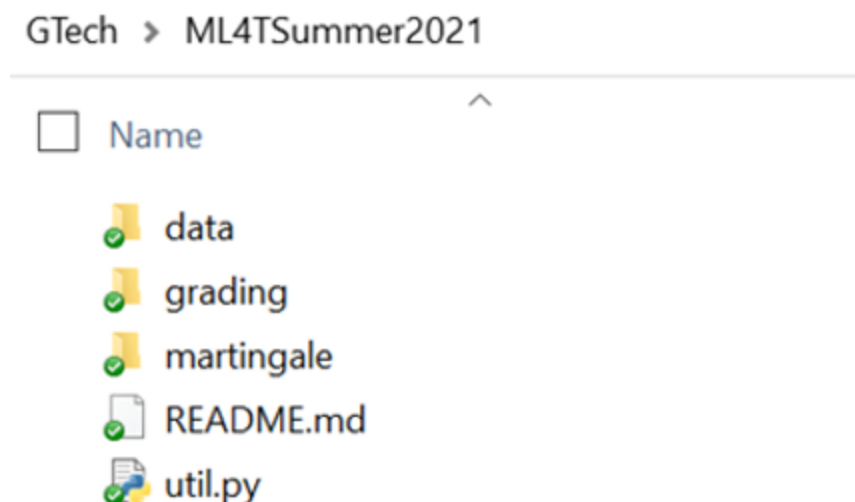 GTech > ML4TSummer2021
Name
data
grading
martingale
README.md
util.py